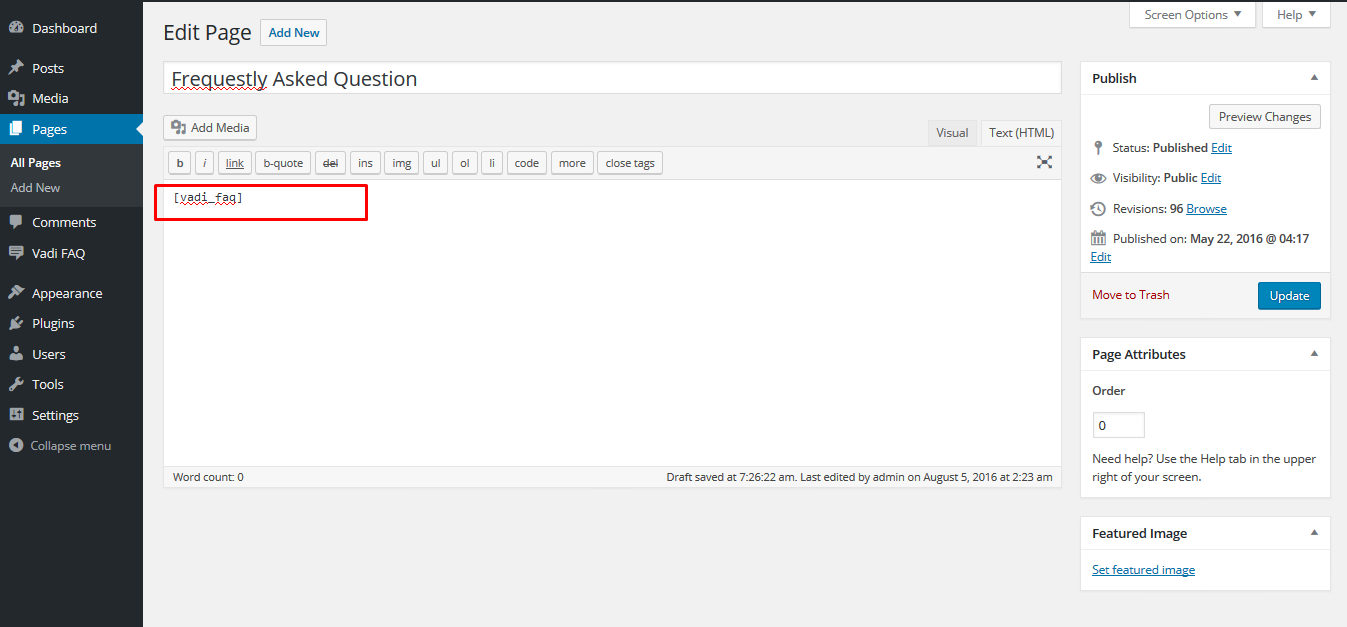 Dashboard
Posts
Media
Pages
All Pages
Add New
Comments
Vadi FAQ
Appearance
Plugins
Users
Tools
Settings
Collapse menu
Screen Options
Help
Edit Page
Add New
Frequestly Asked Question
Add Media
Visual
Text (HTML)
b
i
link
b-quote
del
ins
img
ul
ol
li
code
more
close tags
[vadi_faq]
Word count: 0
Draft saved at 7:26:22 am. Last edited by admin on August 5, 2016 at 2:23 am
Publish
Preview Changes
Status: Published Edit
Visibility: Public Edit
Revisions: 96 Browse
Published on: May 22, 2016 @ 04:17
Edit
Move to Trash
Update
Page Attributes
Order
0
Need help? Use the Help tab in the upper
right of your screen.
Featured Image
Set featured image